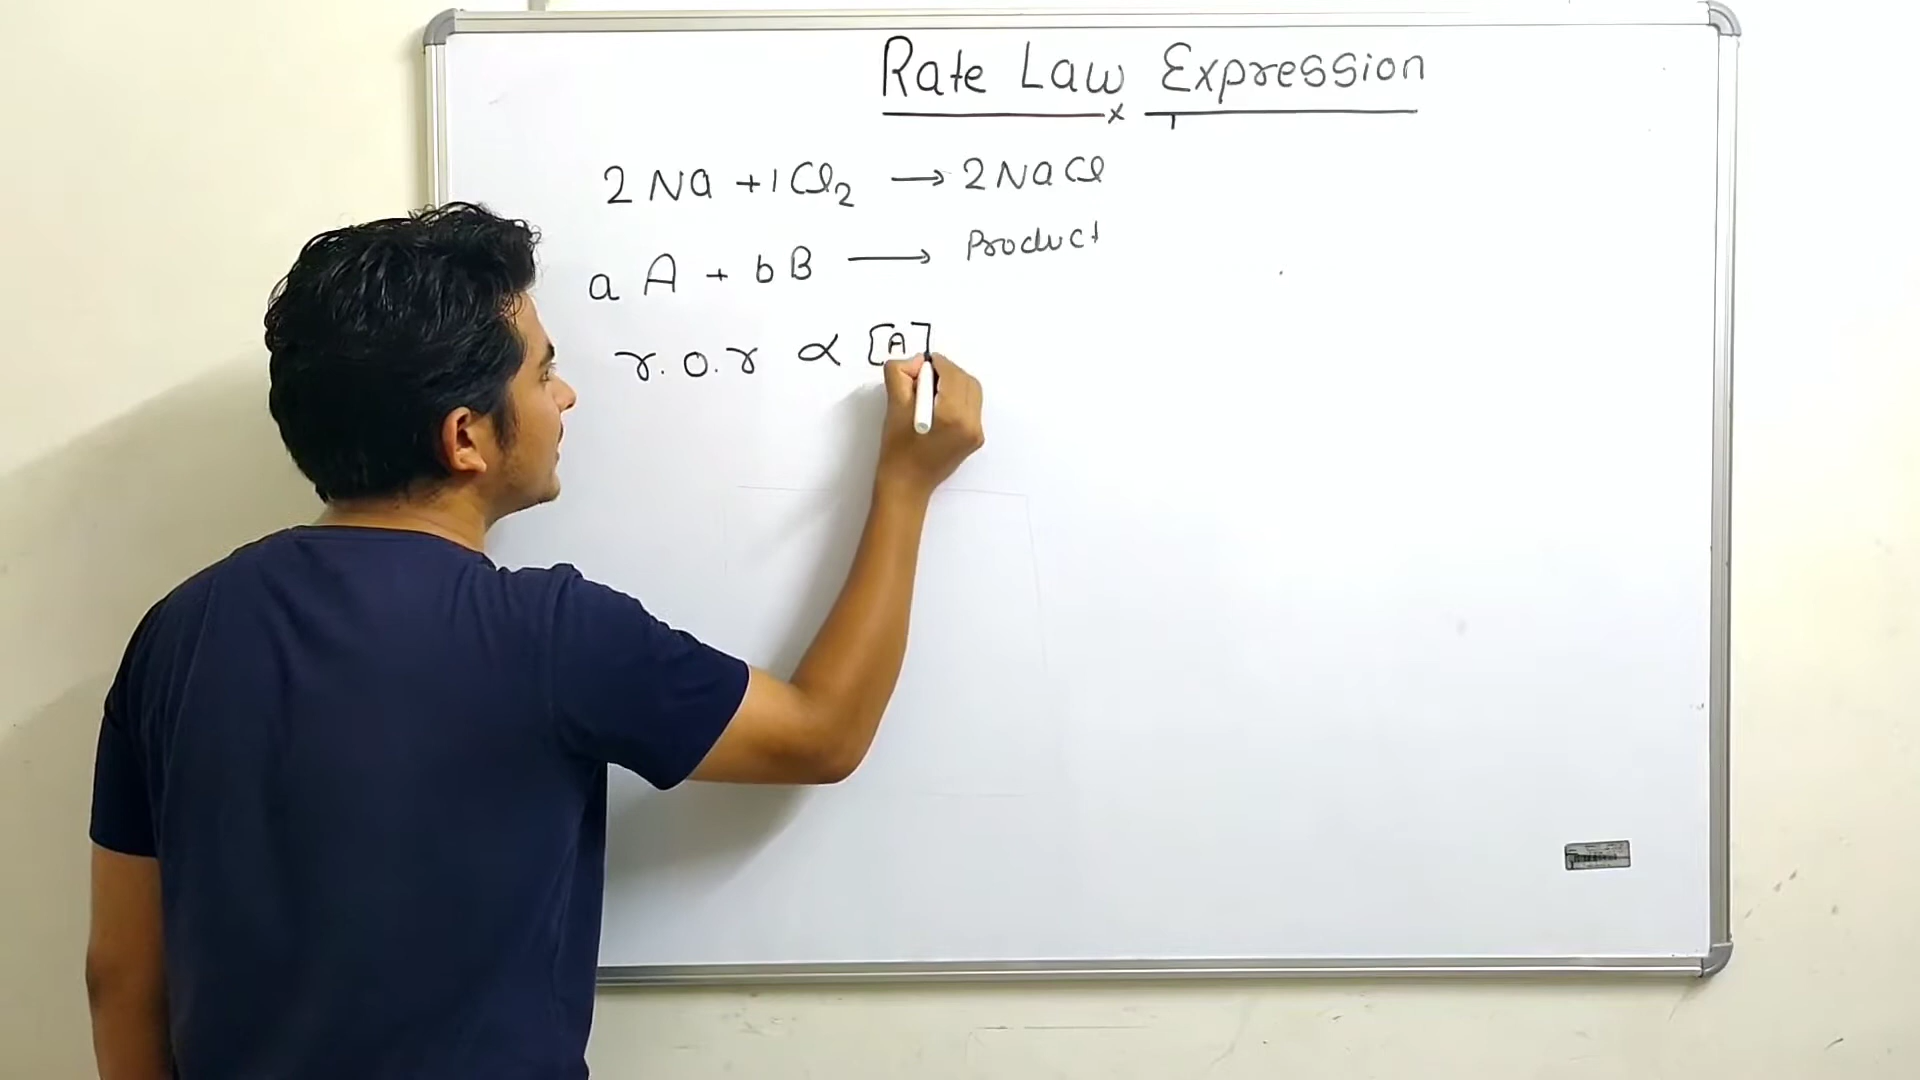 Rate Law Expression
2 Na + 1 Cl2 → 2 NaCl
a A + b B → Product
r.o.r ∝ [A]